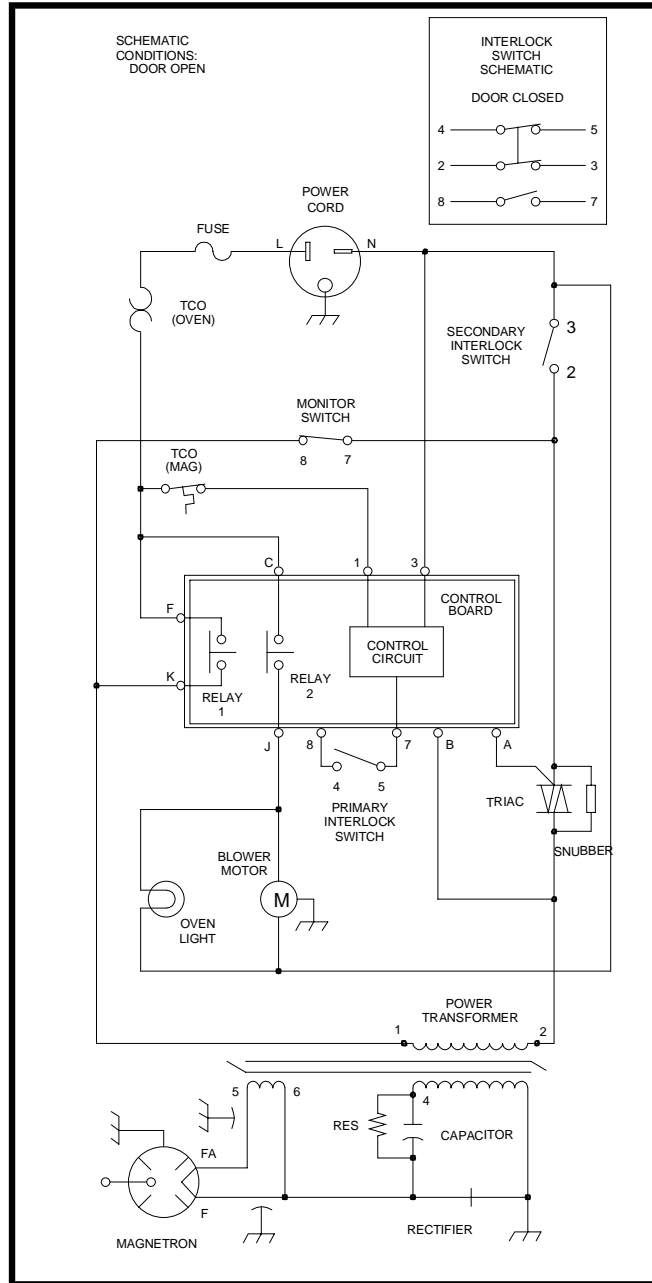 SCHEMATIC
CONDITIONS:
DOOR OPEN
INTERLOCK
SWITCH
SCHEMATIC
DOOR CLOSED
4 5
2 3
8 7
POWER
CORD
FUSE
L N
TCO
(OVEN)
SECONDARY
INTERLOCK
SWITCH
3
2
MONITOR
SWITCH
8 7
TCO
(MAG)
C 1 3
CONTROL
BOARD
F
CONTROL
CIRCUIT
K
RELAY
1
RELAY
2
J 8 7 B A
4 5
PRIMARY
INTERLOCK
SWITCH
TRIAC
SNUBBER
BLOWER
MOTOR
M
OVEN
LIGHT
POWER
TRANSFORMER
1 2
5 6
4
RES
CAPACITOR
FA
F
RECTIFIER
MAGNETRON